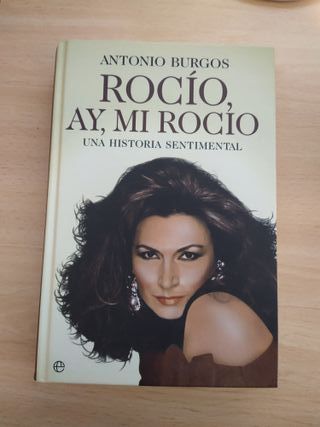 ANTONIO BURGOS
ROCÍO,
AY, MI ROCÍO
UNA HISTORIA SENTIMENTAL